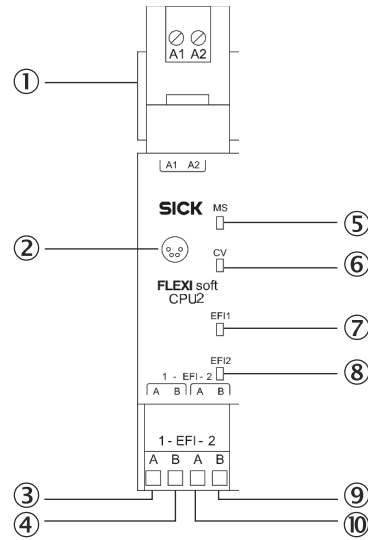 A1 A2
①
A1 A2
SICK
MS
⑤
②
CV
⑥
FLEXI soft
CPU2
EFI1
⑦
EFI2
⑧
1 - EFI - 2
A B A B
1 - EFI - 2
A B A B
③
⑨
④
⑩